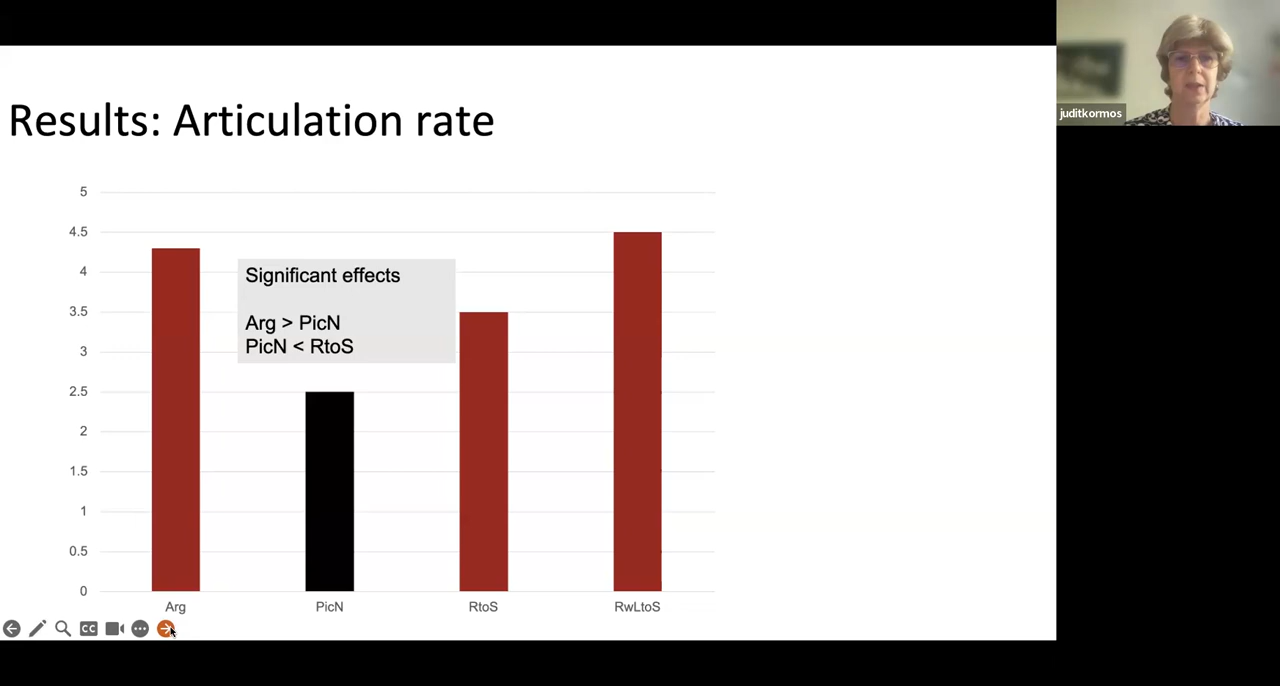 Results: Articulation rate
juditkormos
5
4.5
4
3.5
3
2.5
2
1.5
1
0.5
0
Significant effects
Arg > PicN
PicN < RtoS
Arg
PicN
RtoS
RwLtoS
CC